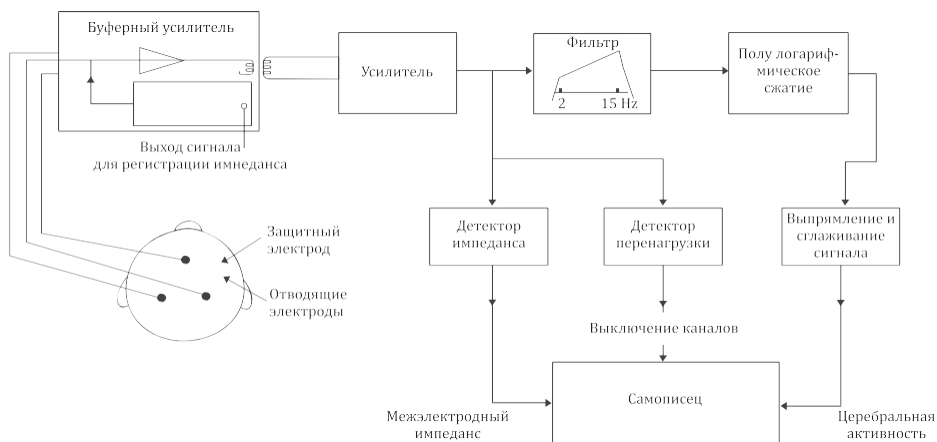 Буферный усилитель
Выход сигнала
для регистрации имнеданса
Усилитель
Фильтр
2 15 Hz
Полу логариф-
мическое
сжатие
Защитный
электрод
Отводящие
электроды
Детектор
импеданса
Детектор
перенагрузки
Выпрямление и
сглаживание
сигнала
Выключение каналов
Самописец
Межэлектродный
импеданс
Церебральная
активность